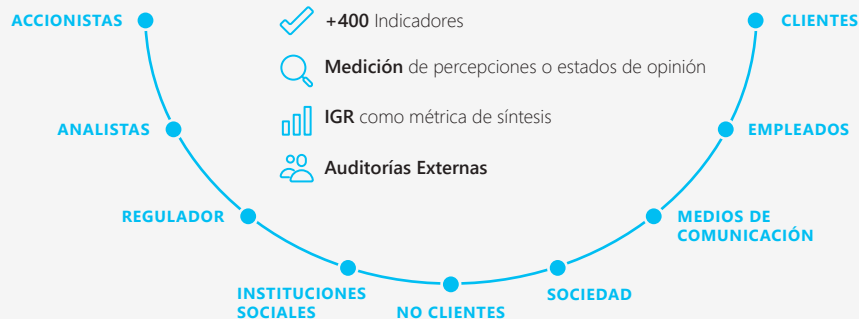 ACCIONISTAS
+400 Indicadores
CLIENTES
Medición de percepciones o estados de opinión
IGR como métrica de síntesis
ANALISTAS
EMPLEADOS
Auditorías Externas
REGULADOR
MEDIOS DE
COMUNICACIÓN
INSTITUCIONES
SOCIALES
NO CLIENTES
SOCIEDAD